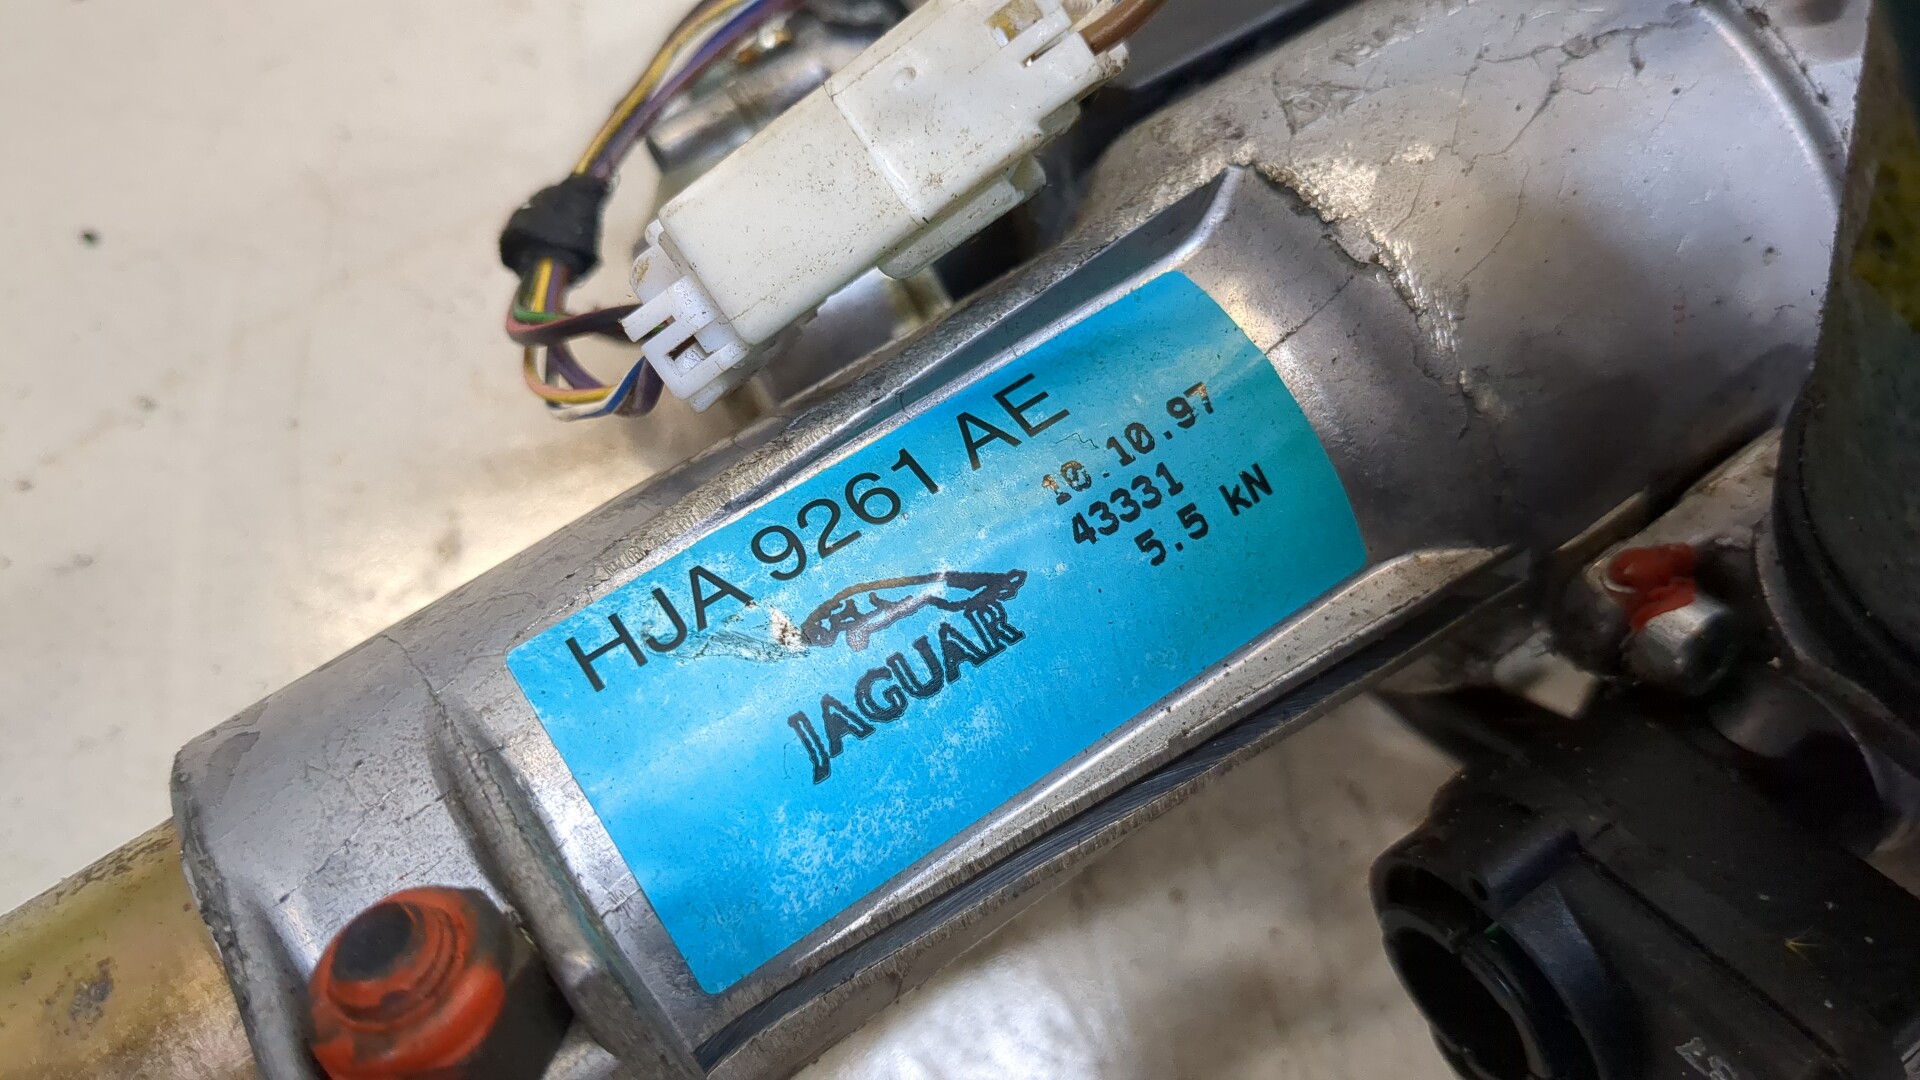 HJA 9261 AE
10.10.97
43331
5.5 kN
JAGUAR